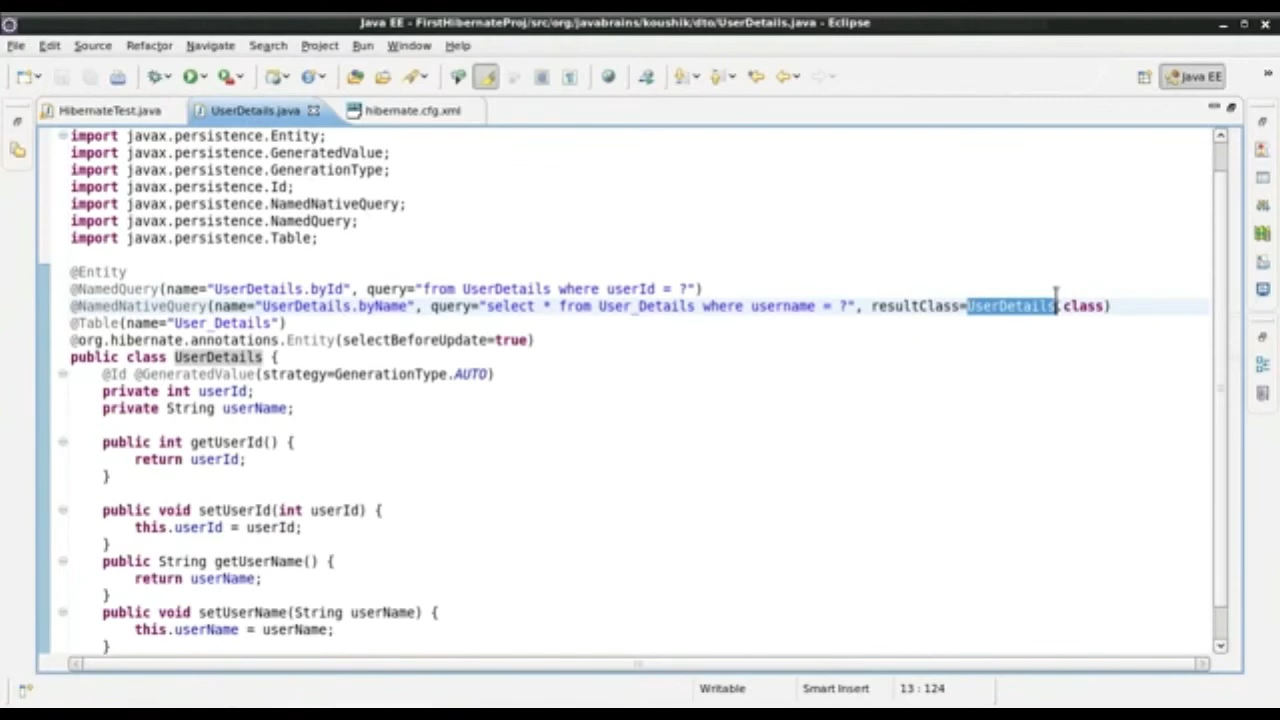 Java EE - FirstHibernateProj/src/org/javabrains/koushik/dto/UserDetails.java - Eclipse
File Edit Source Refactor Navigate Search Project Run Window Help
Java EE
HibernateTest.java UserDetails.java hibernate.cfg.xml
import javax.persistence.Entity;
import javax.persistence.GeneratedValue;
import javax.persistence.GenerationType;
import javax.persistence.Id;
import javax.persistence.NamedNativeQuery;
import javax.persistence.NamedQuery;
import javax.persistence.Table;
@Entity
@NamedQuery(name="UserDetails.byId", query="from UserDetails where userId = ?")
@NamedNativeQuery(name="UserDetails.byName", query="select * from User_Details where username = ?", resultClass=UserDetails.class)
@Table(name="User_Details")
@org.hibernate.annotations.Entity(selectBeforeUpdate=true)
public class UserDetails {
@Id @GeneratedValue(strategy=GenerationType.AUTO)
private int userId;
private String userName;
public int getUserId() {
return userId;
}
public void setUserId(int userId) {
this.userId = userId;
}
public String getUserName() {
return userName;
}
public void setUserName(String userName) {
this.userName = userName;
}
Writable Smart Insert 13 : 124